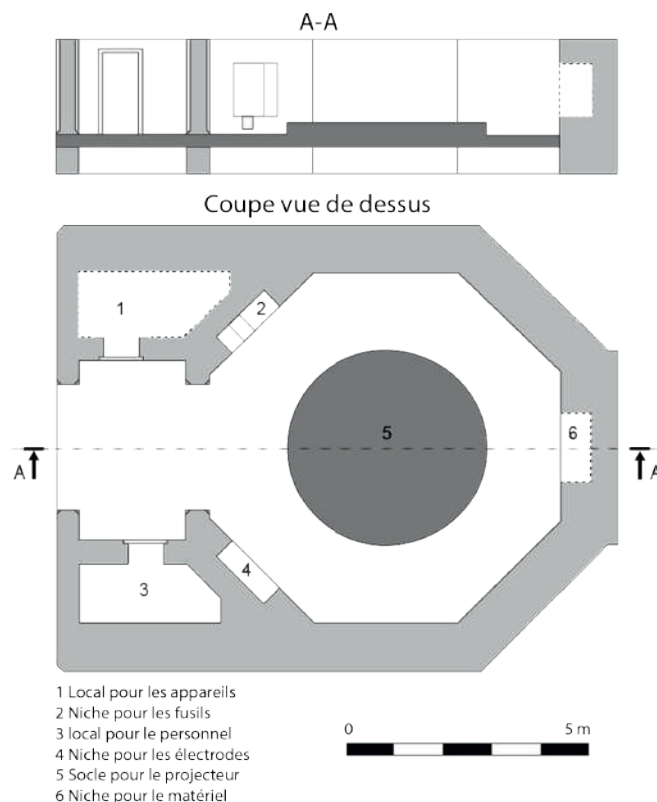 A-A
Coupe vue de dessus
1
2
5
6
A
A
3
4
1 Local pour les appareils
2 Niche pour les fusils
3 local pour le personnel
4 Niche pour les électrodes
5 Socle pour le projecteur
6 Niche pour le matériel
0 5 m